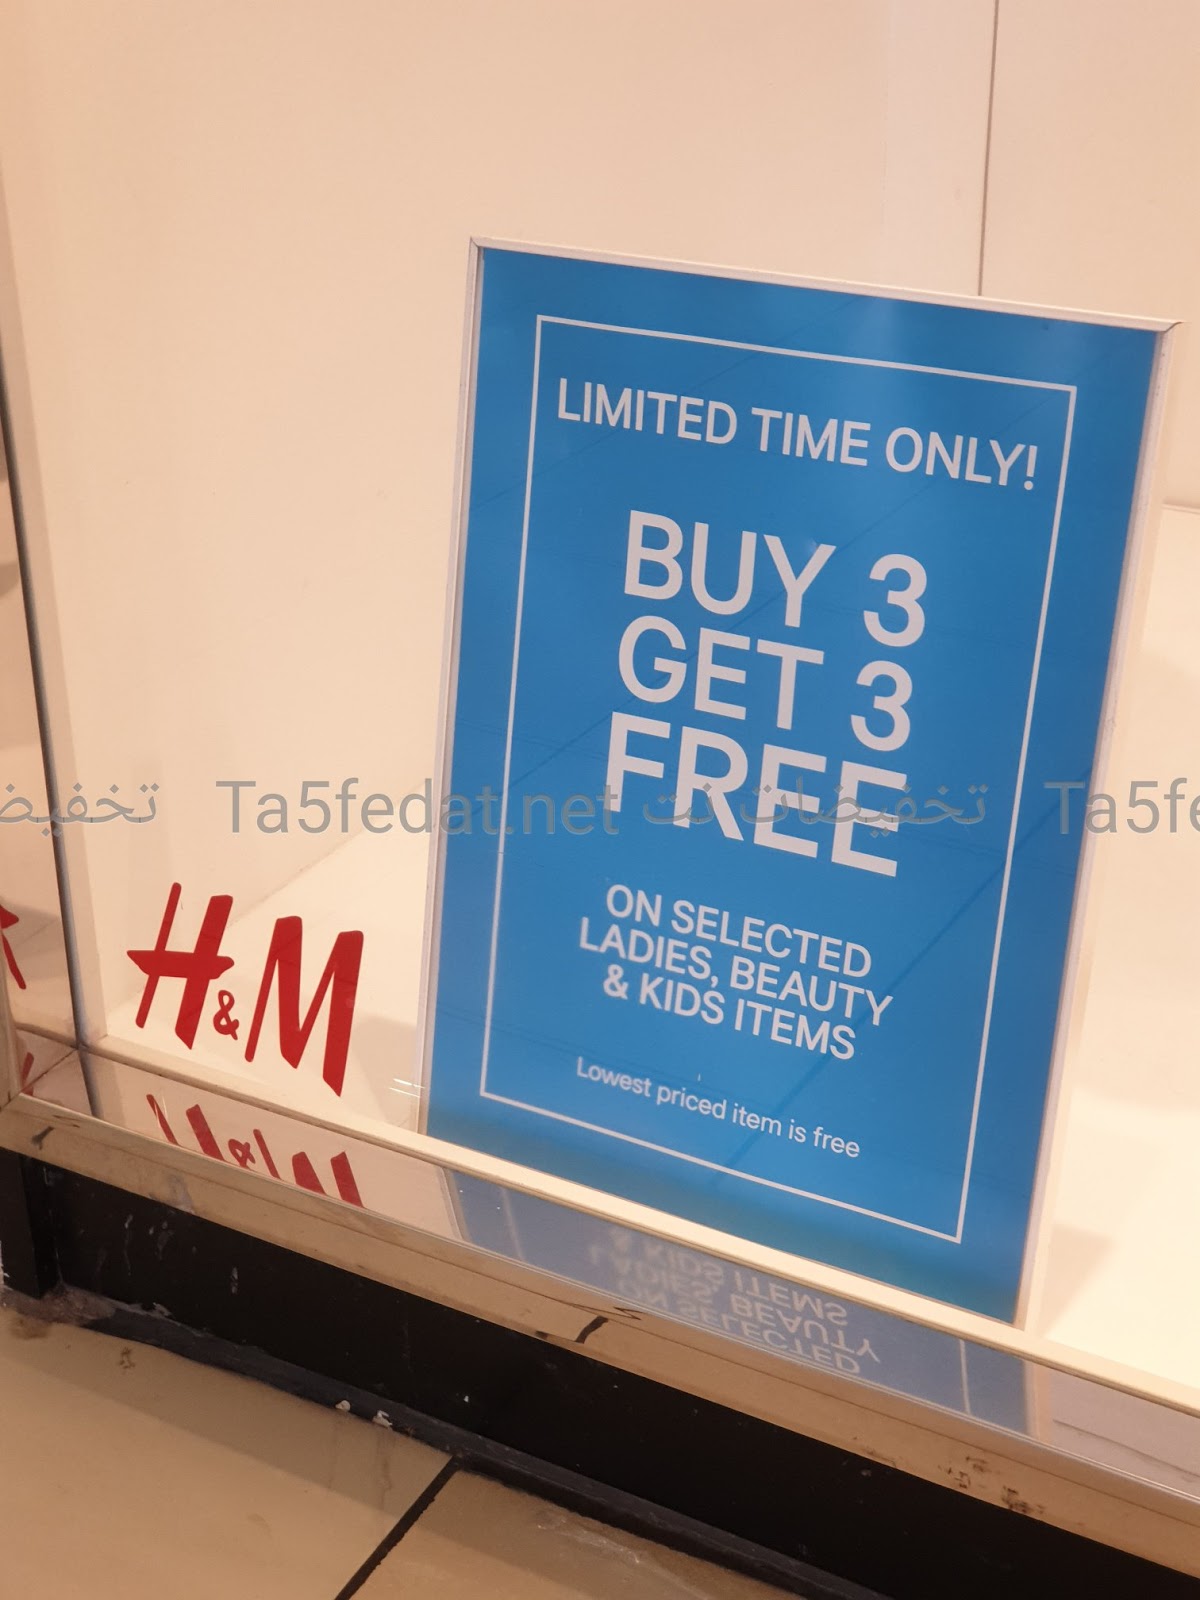 LIMITED TIME ONLY!
BUY 3
GET 3
FREE
ON SELECTED
LADIES, BEAUTY
& KIDS ITEMS
Lowest priced item is free
H&M
Ta5fedat.net تخفيضات نت